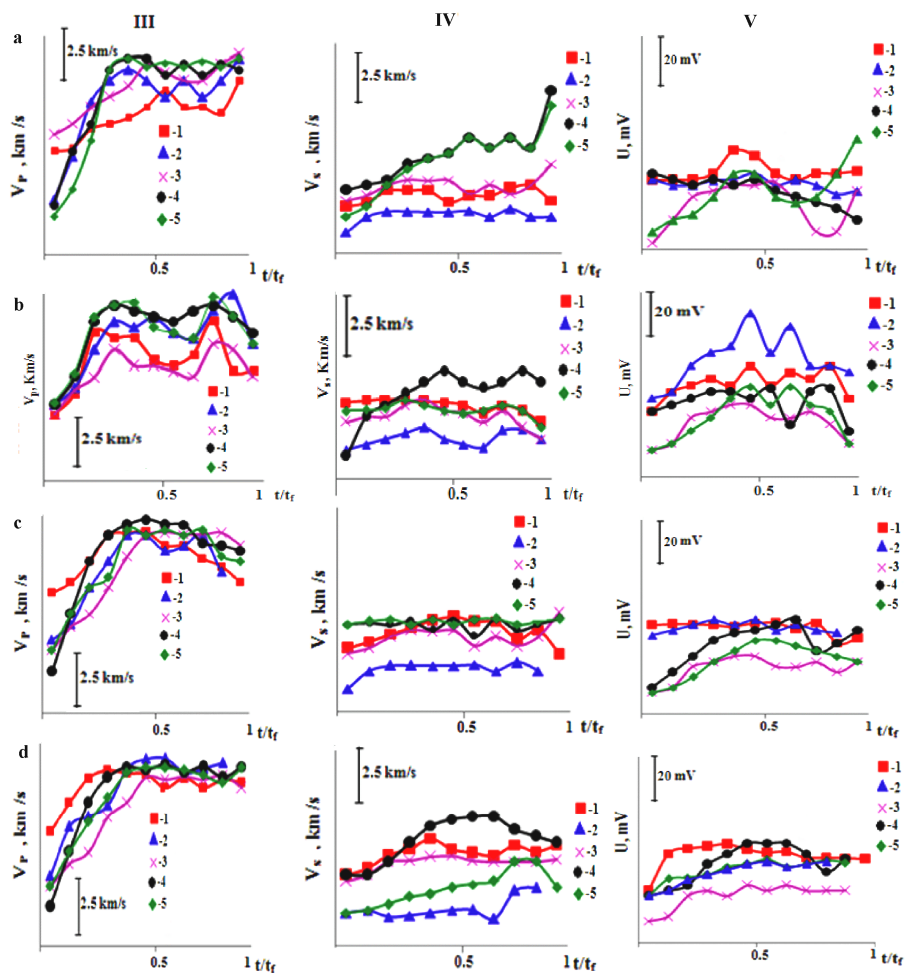 III IV V
a
2.5 km/s
V_P , km /s
-1
-2
-3
-4
-5
0.5 1
t/t_f
2.5 km/s
V_s , km/s
-1
-2
-3
-4
-5
0.5 1
t/t_f
20 mV
U, mV
-1
-2
-3
-4
-5
0.5 1
t/t_f
b
V_p, Km/s
2.5 km/s
-1
-2
-3
-4
-5
0.5 1
t/t_f
2.5 km/s
V_s, Km/s
-1
-2
-3
-4
-5
0.5 1
t/t_f
20 mV
U, mV
-1
-2
-3
-4
-5
0.5 1
t/t_f
c
V_P , km /s
2.5 km/s
-1
-2
-3
-4
-5
0.5 1
t/t_f
2.5 km/s
V_s , km /s
-1
-2
-3
-4
-5
0.5 1
t/t_f
20 mV
U, mV
-1
-2
-3
-4
-5
0.5 1
t/t_f
d
V_P , km /s
2.5 km/s
-1
-2
-3
-4
-5
0.5 1
t/t_f
2.5 km/s
V_s , km /s
-1
-2
-3
-4
-5
0.5 1
t/t_f
20 mV
U, mV
-1
-2
-3
-4
-5
0.5 1
t/t_f